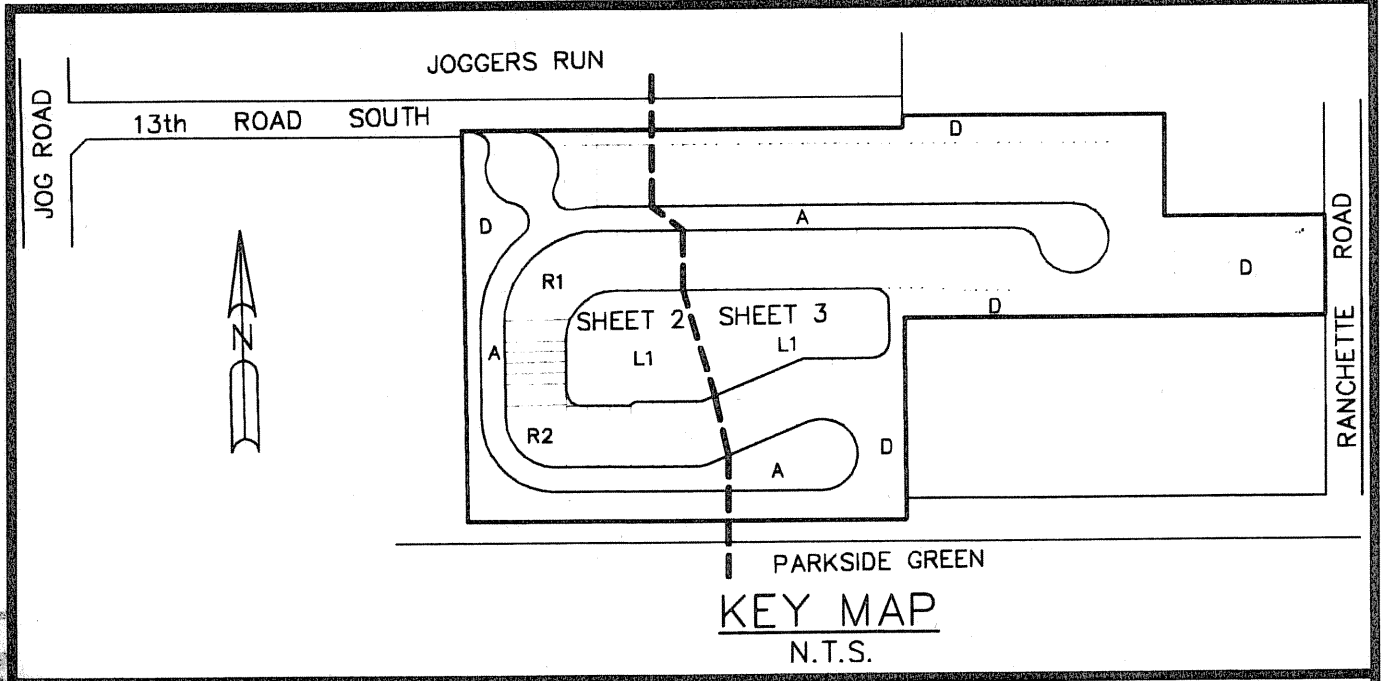 JOGGERS RUN
JOG ROAD
13th ROAD SOUTH
D
D
A
RANCHETTE ROAD
D
R1
D
SHEET 2
SHEET 3
L1
L1
A
N
R2
D
A
PARKSIDE GREEN
KEY MAP
N.T.S.